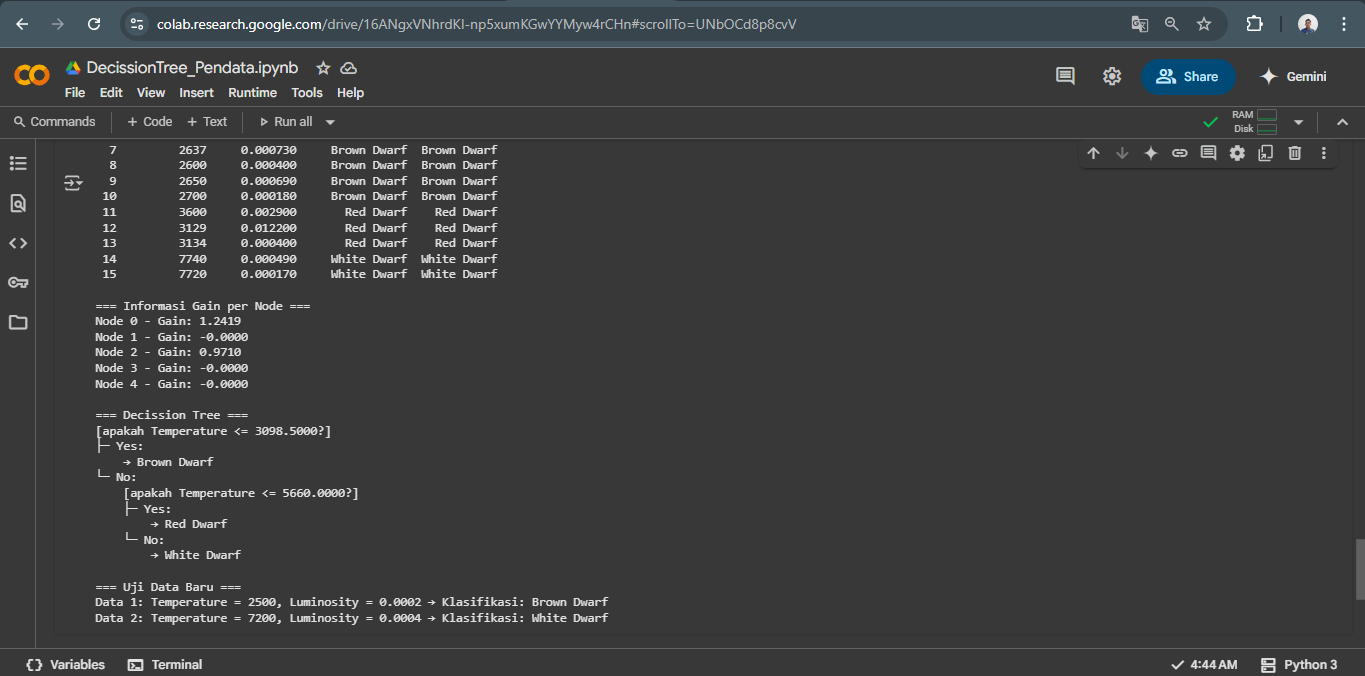 colab.research.google.com/drive/16ANgxVNhrdKI-np5xumKGwYYMyw4rCHn#scrollTo=UNbOCd8p8cvV
CO
DecissionTree_Pendata.ipynb
File Edit View Insert Runtime Tools Help
Share
Gemini
Commands + Code + Text Run all
RAM
Disk
7 2637 0.000730 Brown Dwarf Brown Dwarf
8 2600 0.000400 Brown Dwarf Brown Dwarf
9 2650 0.000690 Brown Dwarf Brown Dwarf
10 2700 0.000180 Brown Dwarf Brown Dwarf
11 3600 0.002900 Red Dwarf Red Dwarf
12 3129 0.012200 Red Dwarf Red Dwarf
13 3134 0.000400 Red Dwarf Red Dwarf
14 7740 0.000490 White Dwarf White Dwarf
15 7720 0.000170 White Dwarf White Dwarf
=== Informasi Gain per Node ===
Node 0 - Gain: 1.2419
Node 1 - Gain: -0.0000
Node 2 - Gain: 0.9710
Node 3 - Gain: -0.0000
Node 4 - Gain: -0.0000
=== Decission Tree ===
[apakah Temperature <= 3098.5000?]
├─ Yes:
→ Brown Dwarf
└─ No:
[apakah Temperature <= 5660.0000?]
├─ Yes:
→ Red Dwarf
└─ No:
→ White Dwarf
=== Uji Data Baru ===
Data 1: Temperature = 2500, Luminosity = 0.0002 → Klasifikasi: Brown Dwarf
Data 2: Temperature = 7200, Luminosity = 0.0004 → Klasifikasi: White Dwarf
{} Variables Terminal
4:44 AM Python 3